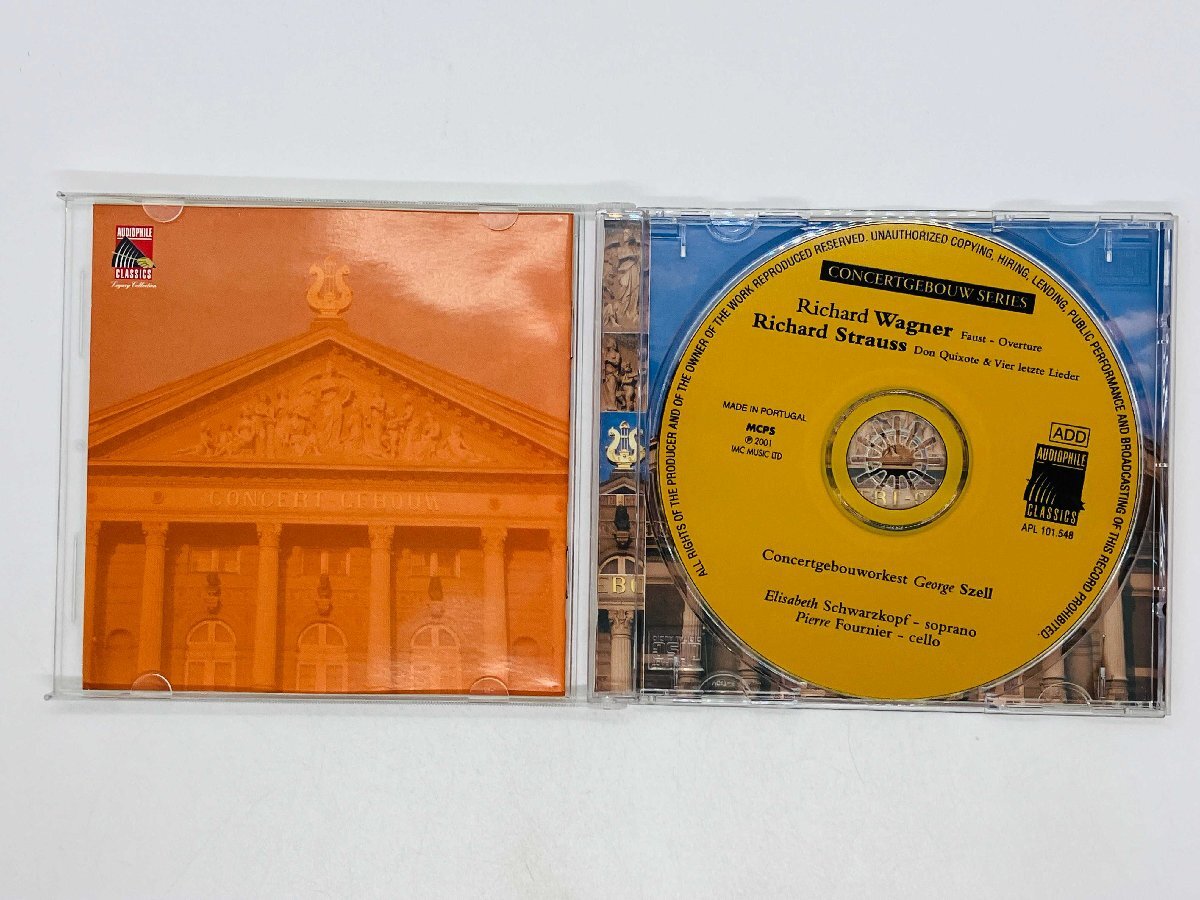 AUDIOPHILE
CLASSICS
Legacy Collection
CONCERTGEBOUW
ALL RIGHTS OF THE PRODUCER AND OF THE OWNER OF THE WORK REPRODUCED RESERVED. UNAUTHORIZED COPYING, HIRING, LENDING, PUBLIC PERFORMANCE AND BROADCASTING OF THIS RECORD PROHIBITED.
CONCERTGEBOUW SERIES
Richard Wagner Faust - Overture
Richard Strauss Don Quixote & Vier letzte Lieder
MADE IN PORTUGAL
MCPS
℗ 2001
IMC MUSIC LTD
ADD
AUDIOPHILE
CLASSICS
APL 101.548
Concertgebouworkest George Szell
Elisabeth Schwarzkopf - soprano
Pierre Fournier - cello